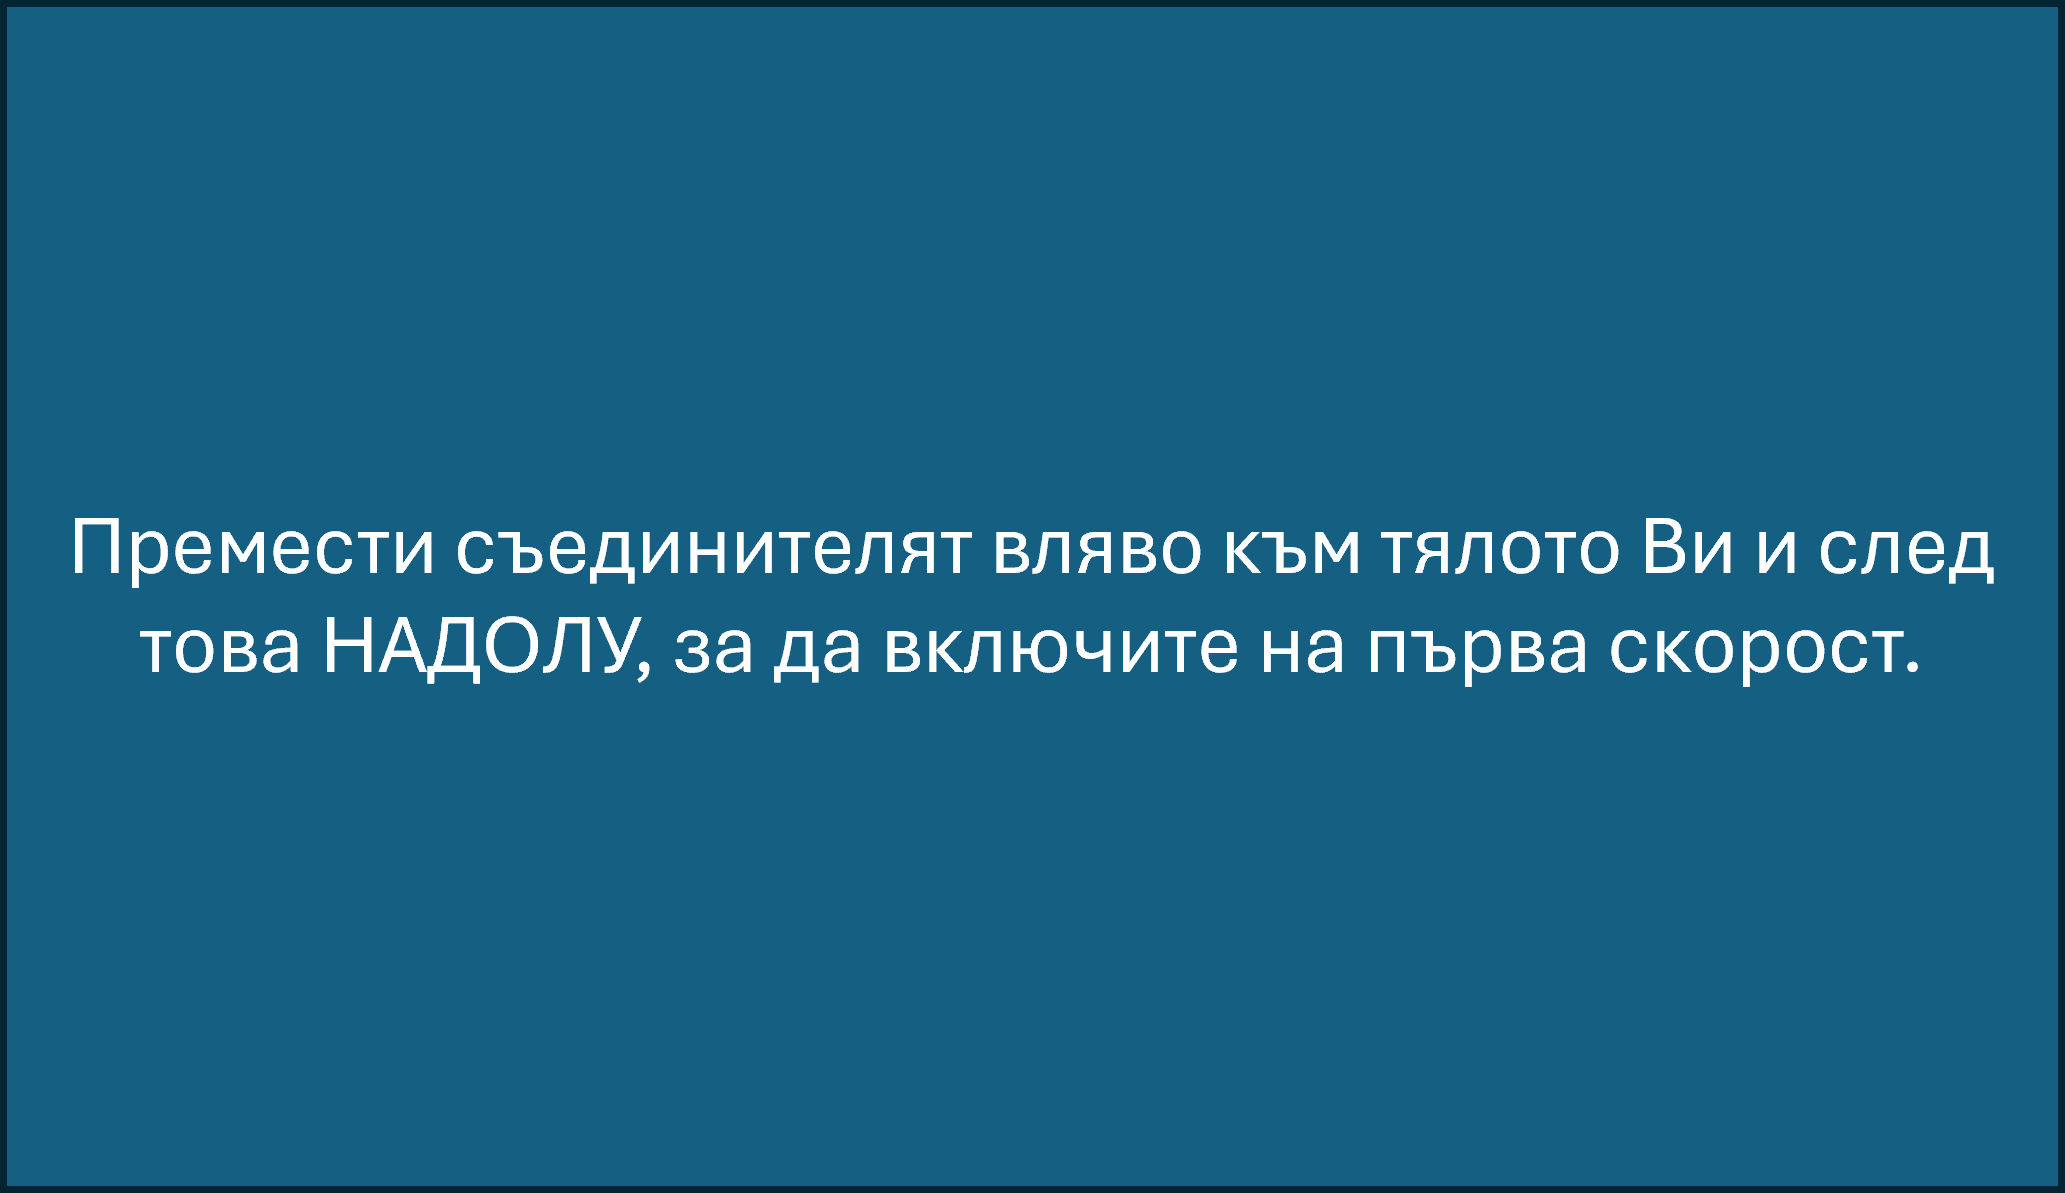 Премести съединителят вляво към тялото Ви и след
това НАДОЛУ, за да включите на първа скорост.